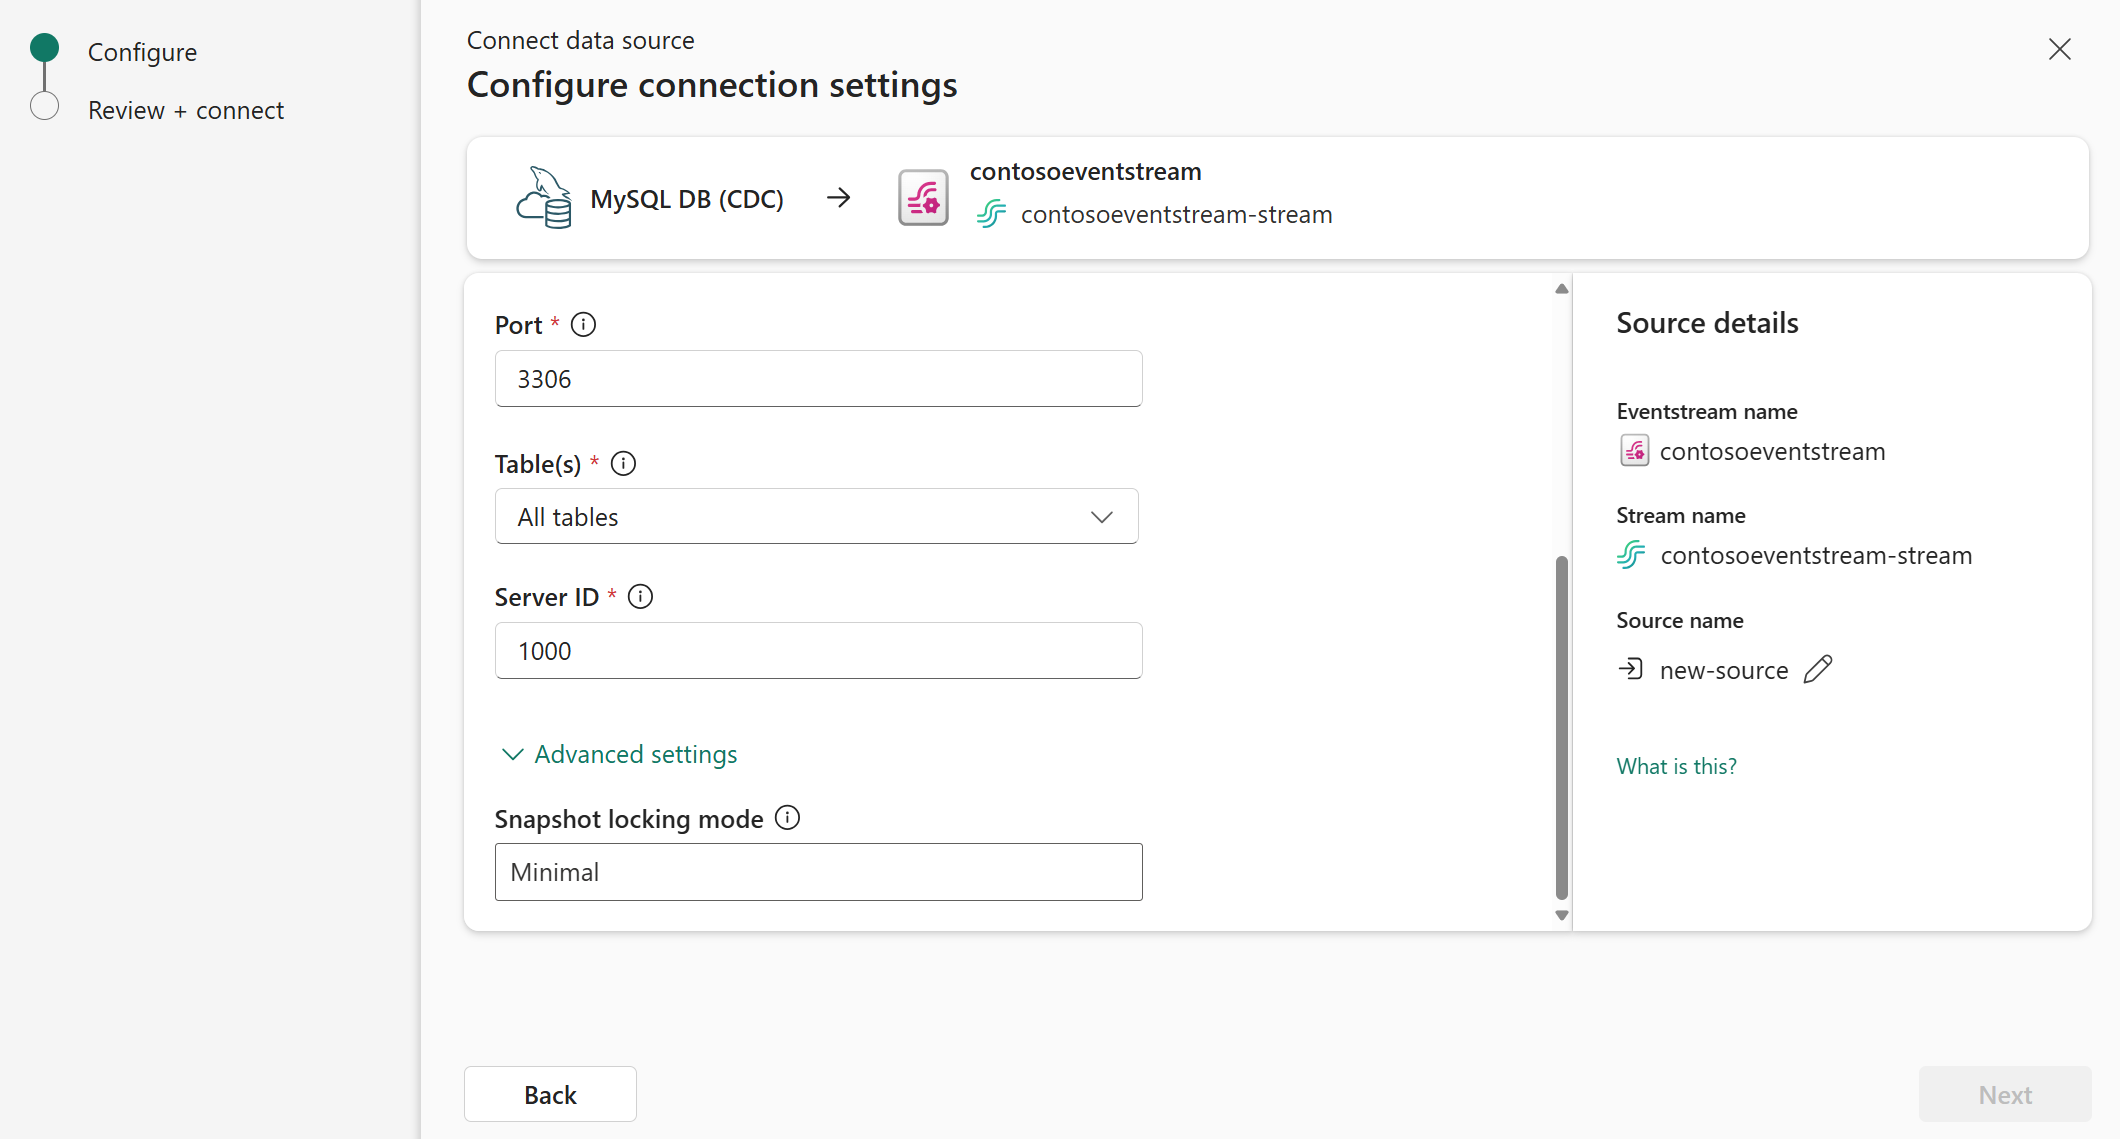 Configure
Review + connect
Connect data source
Configure connection settings
MySQL DB (CDC)
contosoeventstream
contosoeventstream-stream
Port *
3306
Table(s) *
All tables
Server ID *
1000
Advanced settings
Snapshot locking mode
Minimal
Source details
Eventstream name
contosoeventstream
Stream name
contosoeventstream-stream
Source name
new-source
What is this?
Back
Next